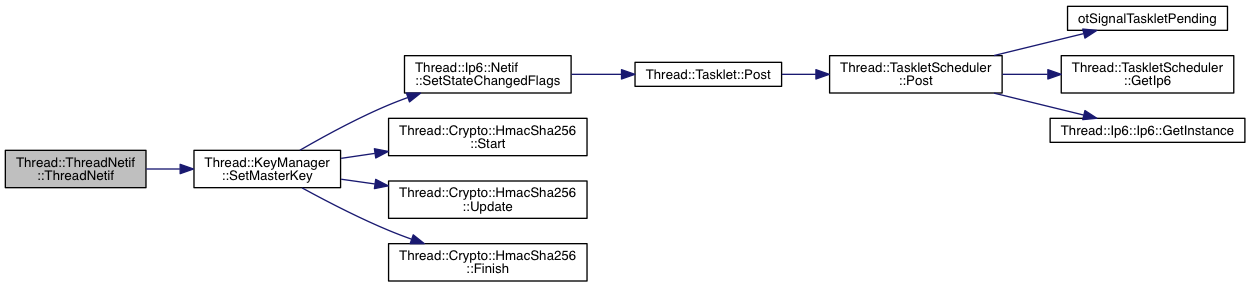 Thread::ThreadNetif
::ThreadNetif
Thread::KeyManager
::SetMasterKey
Thread::Ip6::Netif
::SetStateChangedFlags
Thread::Crypto::HmacSha256
::Start
Thread::Crypto::HmacSha256
::Update
Thread::Crypto::HmacSha256
::Finish
Thread::Tasklet::Post
Thread::TaskletScheduler
::Post
otSignalTaskletPending
Thread::TaskletScheduler
::GetIp6
Thread::Ip6::Ip6::GetInstance